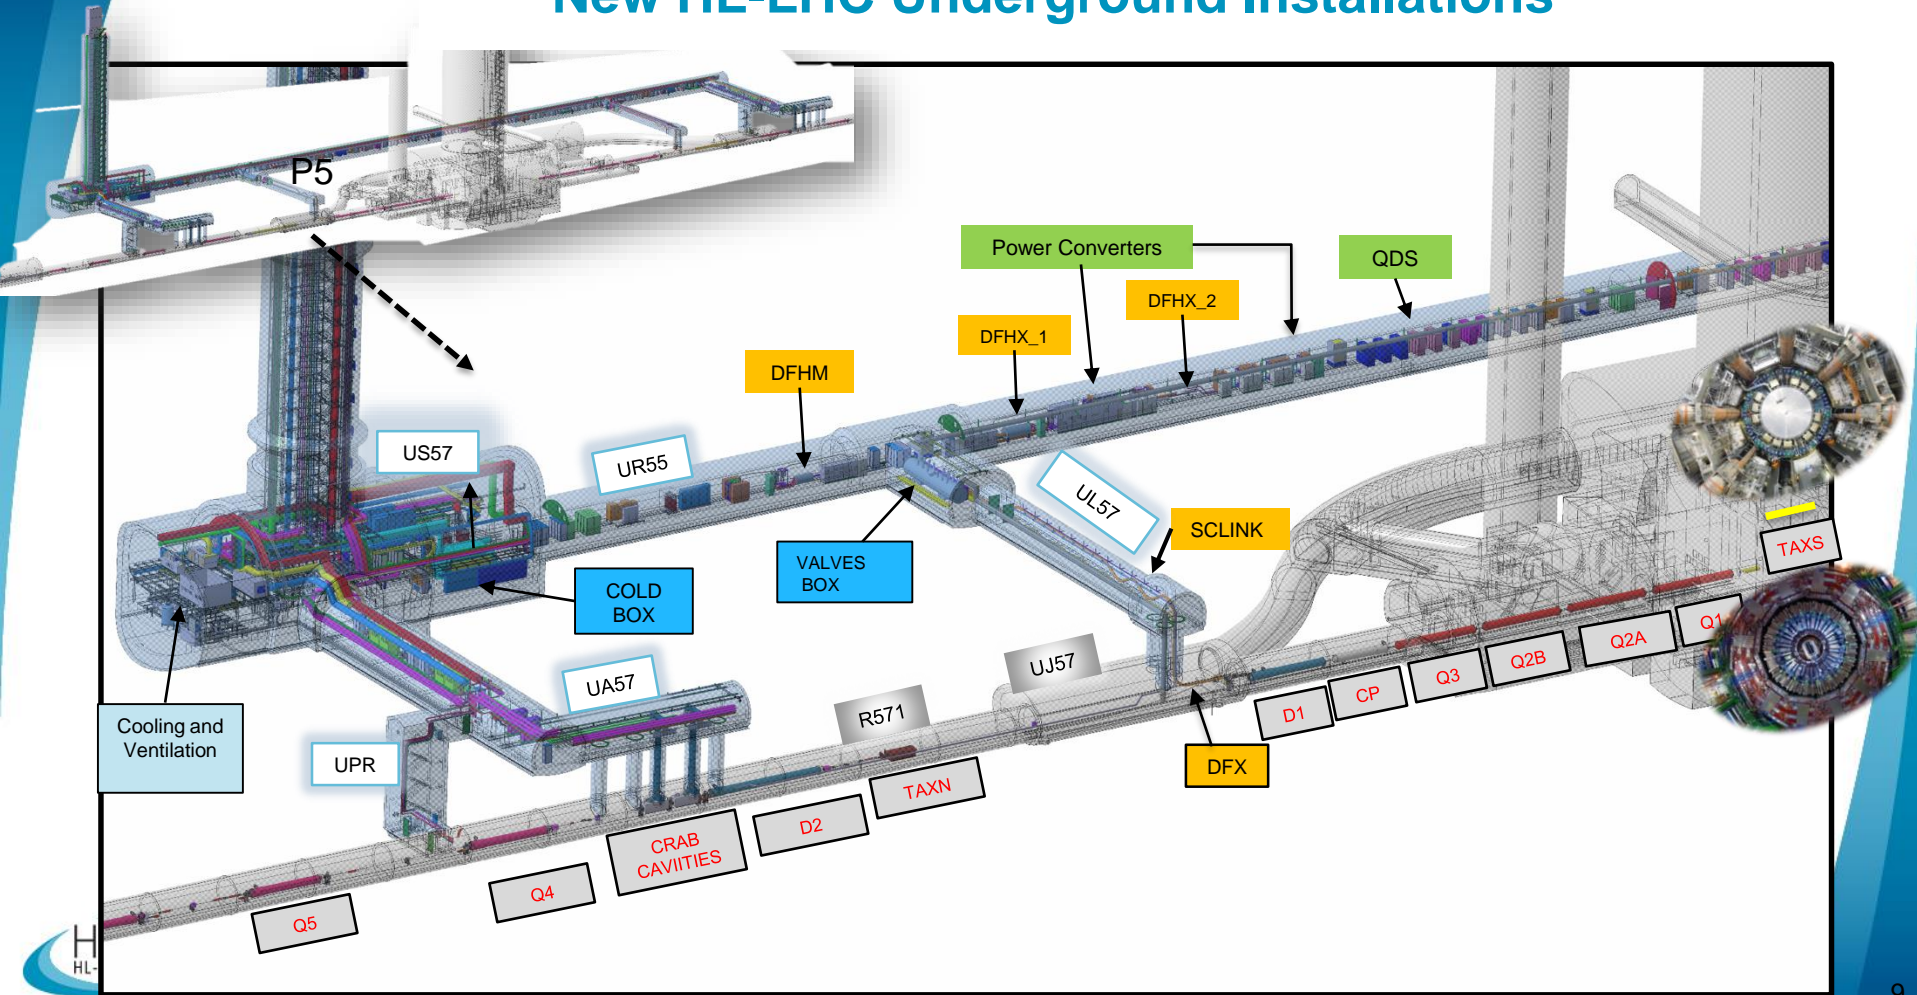 New HL-LHC Underground Installations
P5
Power Converters
QDS
DFHX_2
DFHX_1
DFHM
US57
UR55
UL57
SCLINK
TAXS
VALVES
BOX
COLD
BOX
Q1
Q2A
Q2B
Q3
CP
D1
UJ57
UA57
R571
DFX
Cooling and
Ventilation
UPR
TAXN
D2
CRAB
CAVIITIES
Q4
Q5
H
HL-
9